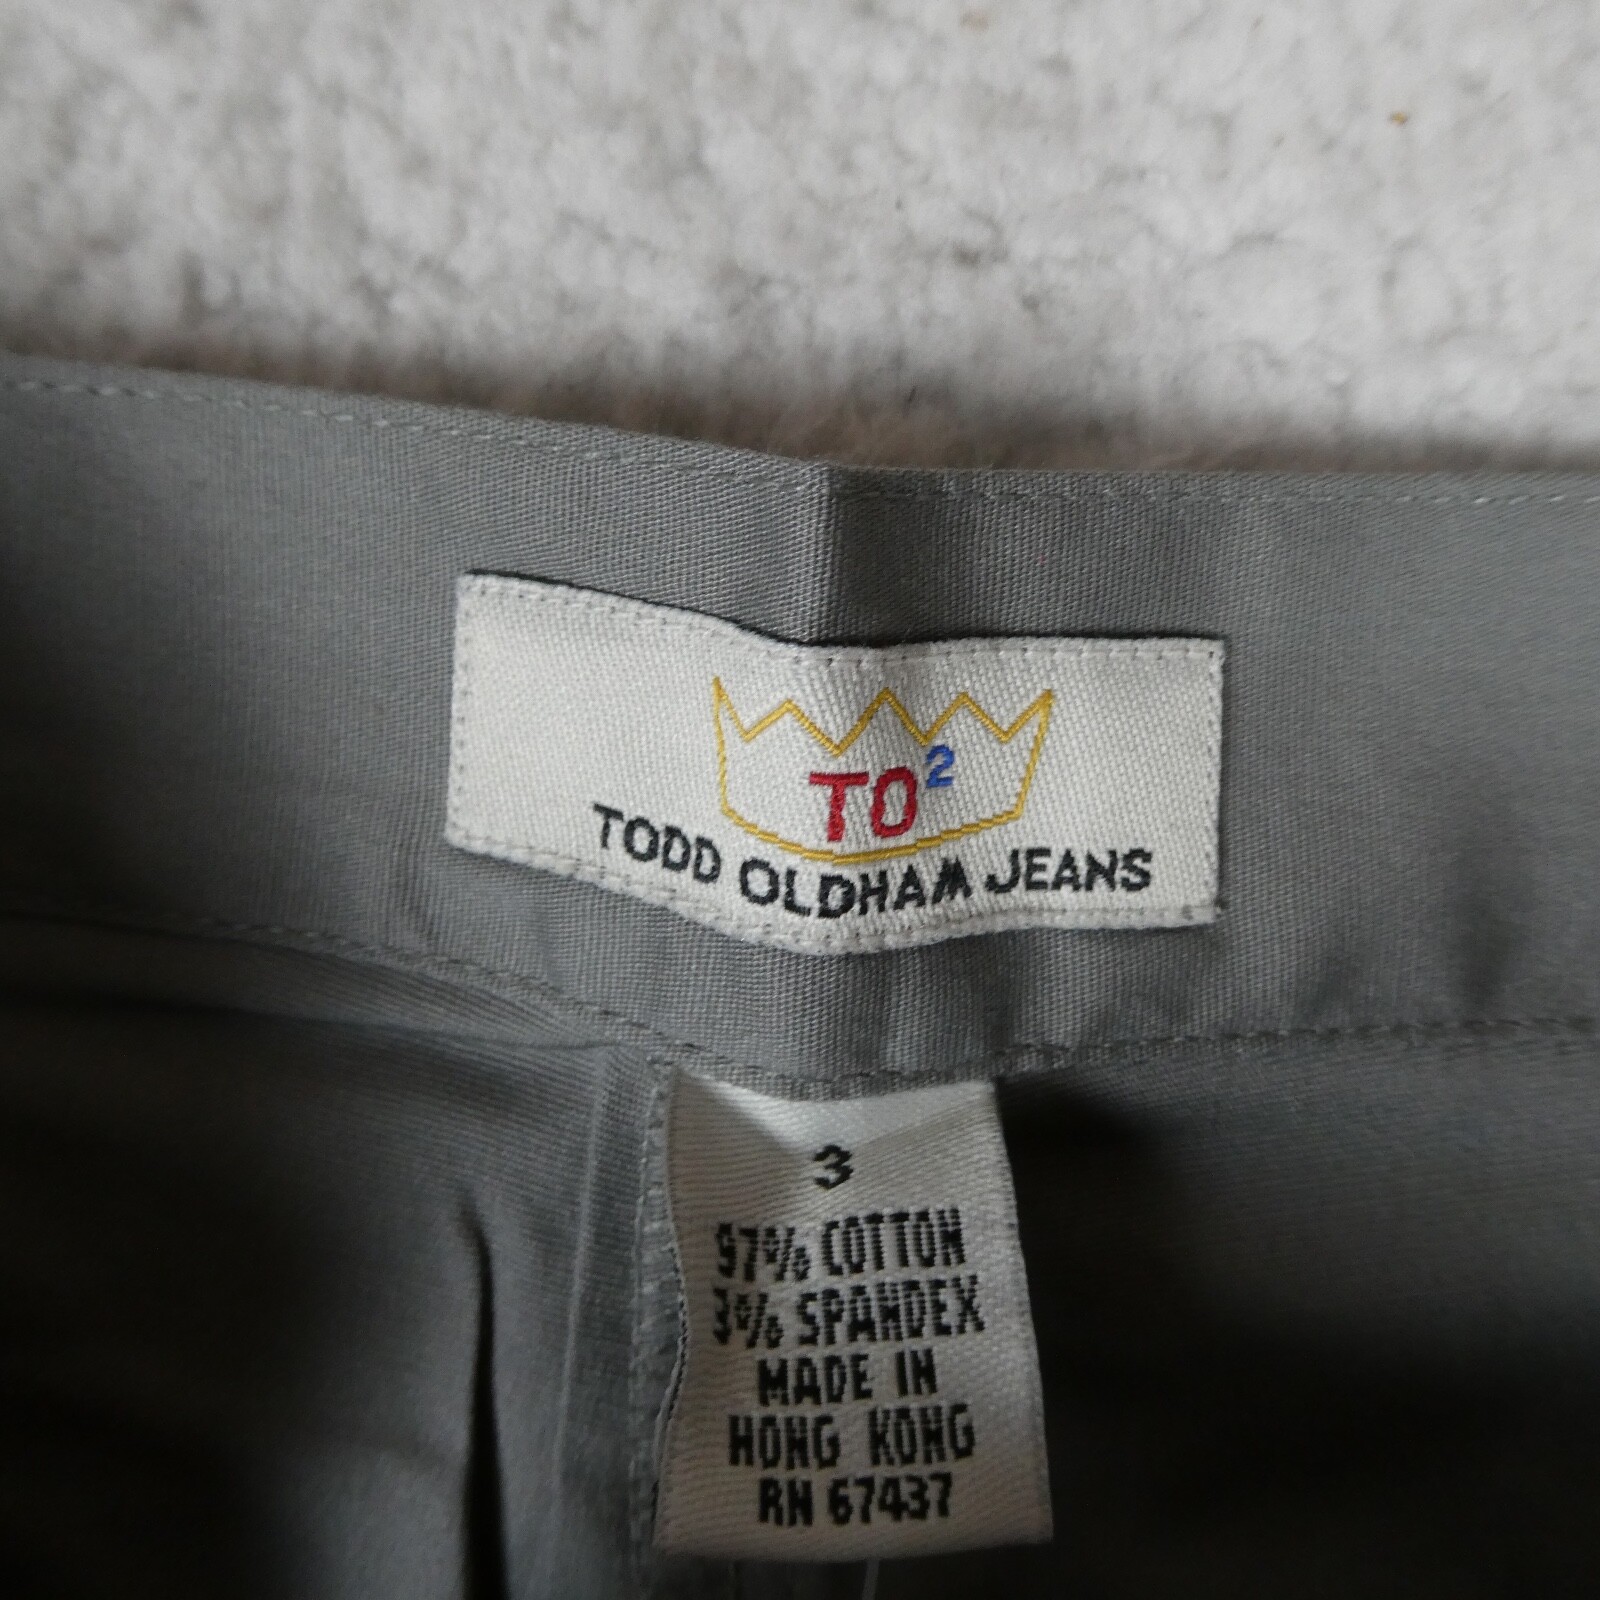 TO²
TODD OLDHAM JEANS
3
97% COTTON
3% SPANDEX
MADE IN
HONG KONG
RN 67437